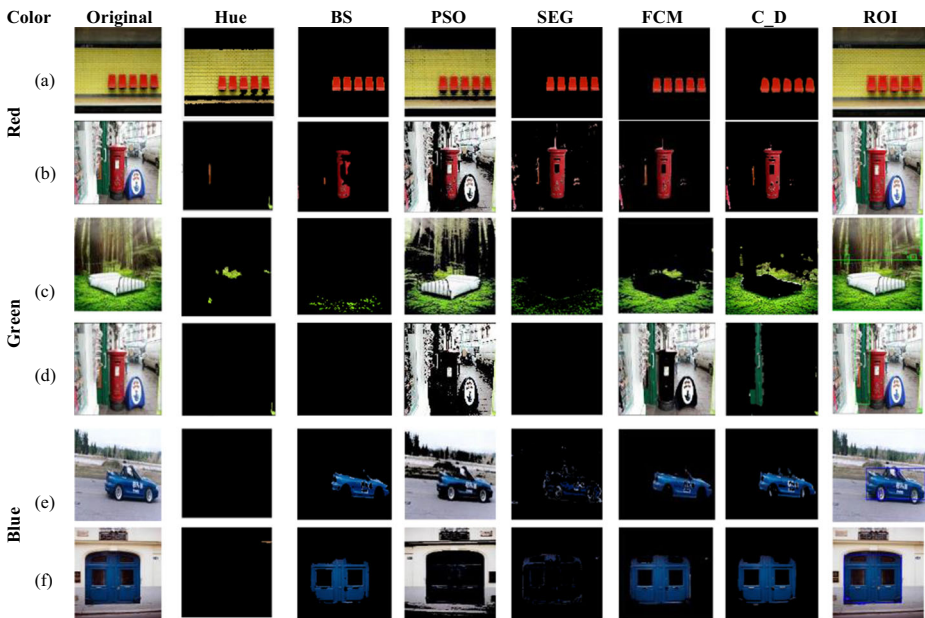 Color Original Hue BS PSO SEG FCM C_D ROI
Red
(a)
(b)
Green
(c)
(d)
Blue
(e)
(f)